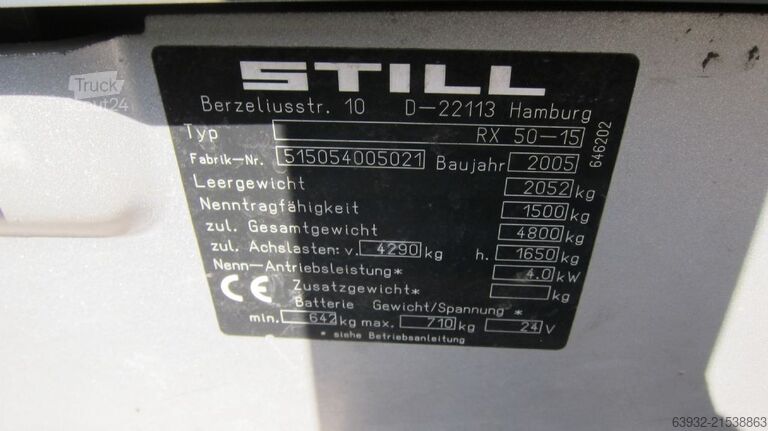 STILL
Berzeliusstr. 10 D-22113 Hamburg
Typ RX 50-15
646202
Fabrik-Nr. 515054005021 Baujahr 2005
Leergewicht 2052 kg
Nenntragfähigkeit 1500 kg
zul. Gesamtgewicht 4800 kg
zul. Achslasten: v. 4290 kg h. 1650 kg
Nenn-Antriebsleistung* 4.0 kW
CE Zusatzgewicht* kg
Batterie Gewicht/Spannung *
min. 642 kg max. 710 kg 24 V
* siehe Betriebsanleitung
Truck
Scout24
63932-21538863